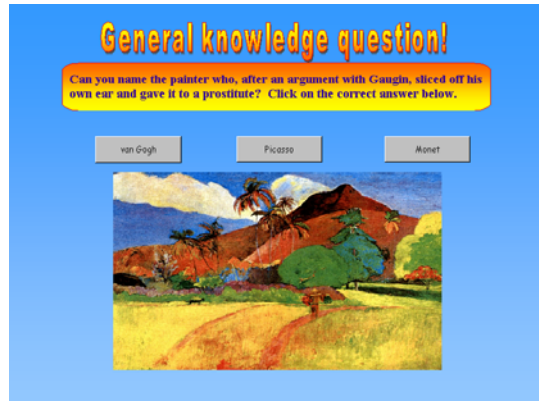 General knowledge question!
Can you name the painter who, after an argument with Gaugin, sliced off his
own ear and gave it to a prostitute?  Click on the correct answer below.
van Gogh
Picasso
Monet